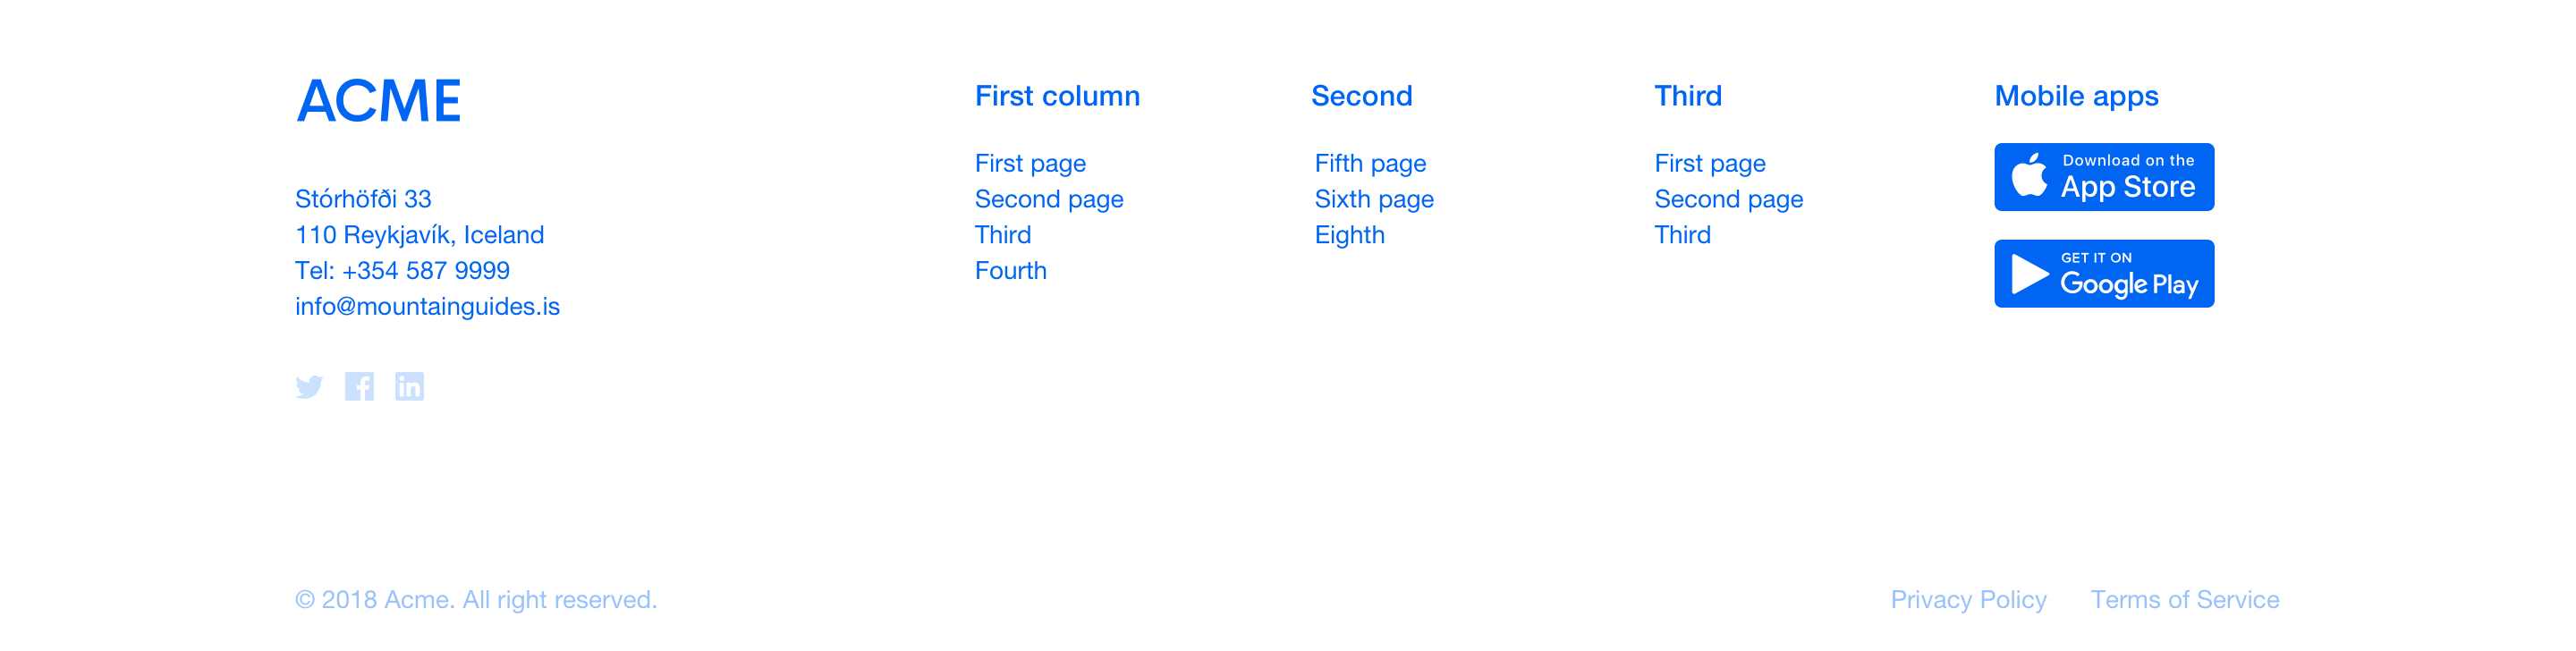 ACME
Stórhöfði 33
110 Reykjavík, Iceland
Tel: +354 587 9999
info@mountainguides.is
First column
First page
Second page
Third
Fourth
Second
Fifth page
Sixth page
Eighth
Third
First page
Second page
Third
Mobile apps
Download on the
App Store
GET IT ON
Google Play
© 2018 Acme. All right reserved.
Privacy Policy
Terms of Service